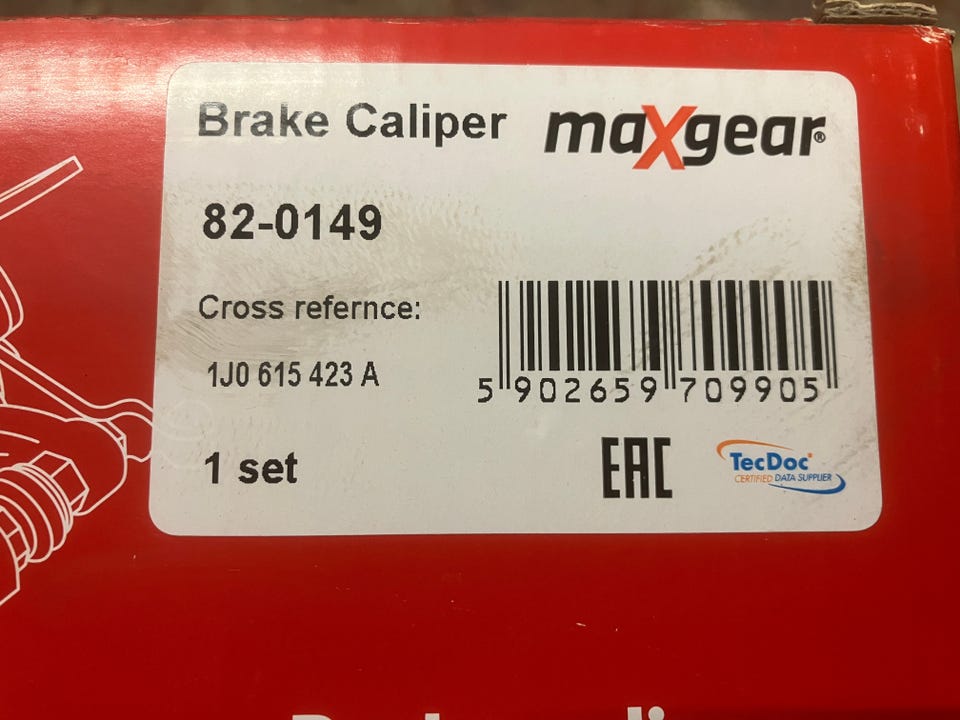 Brake Caliper
maXgear®
82-0149
Cross refernce:
1J0 615 423 A
5 902659 709905
1 set
EAC
TecDoc
CERTIFIED DATA SUPPLIER